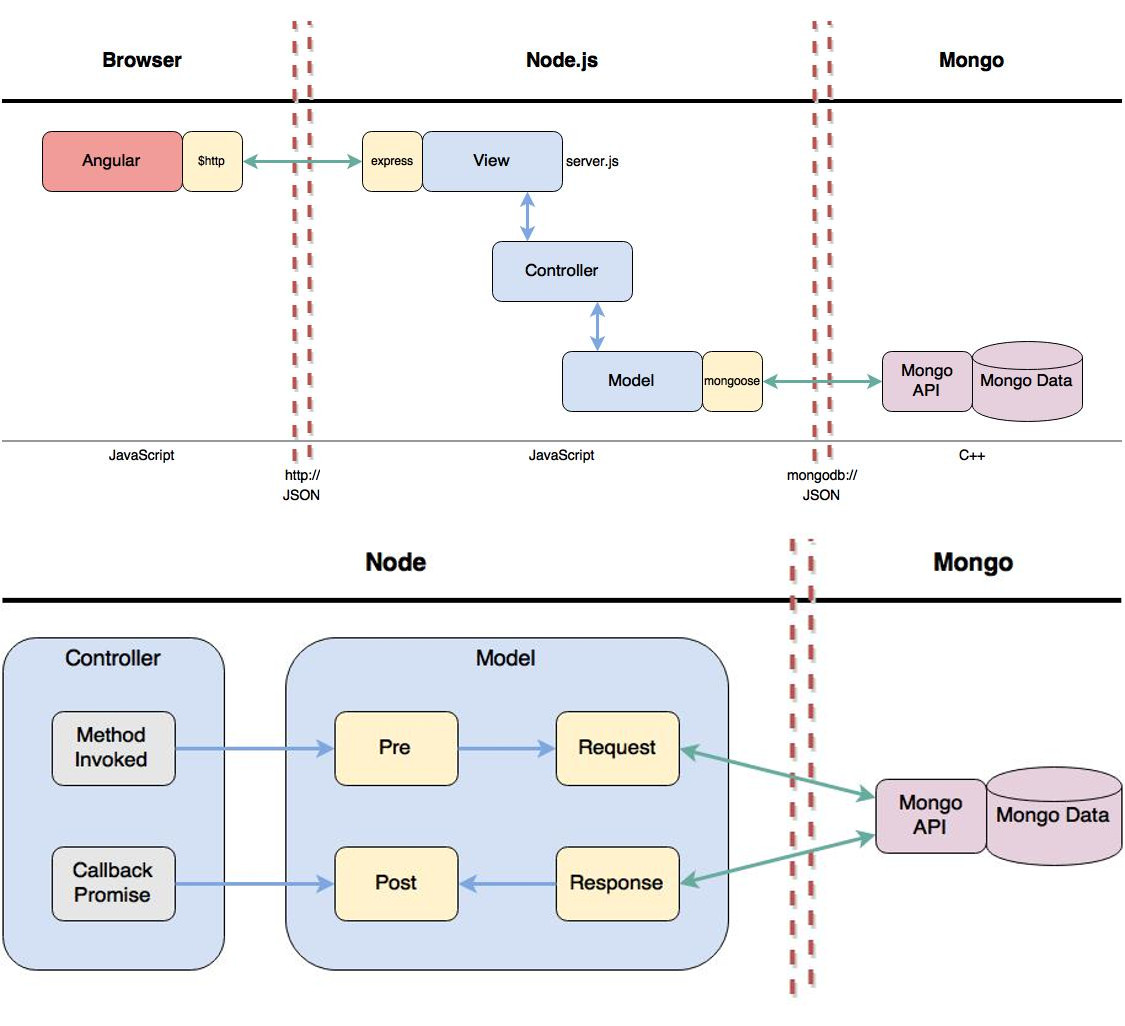 Browser
Node.js
Mongo
Angular
$http
express
View
server.js
Controller
Model
mongoose
Mongo
API
Mongo Data
JavaScript
JavaScript
C++
http://
JSON
mongodb://
JSON
Node
Mongo
Controller
Model
Method
Invoked
Pre
Request
Mongo
API
Mongo Data
Callback
Promise
Post
Response